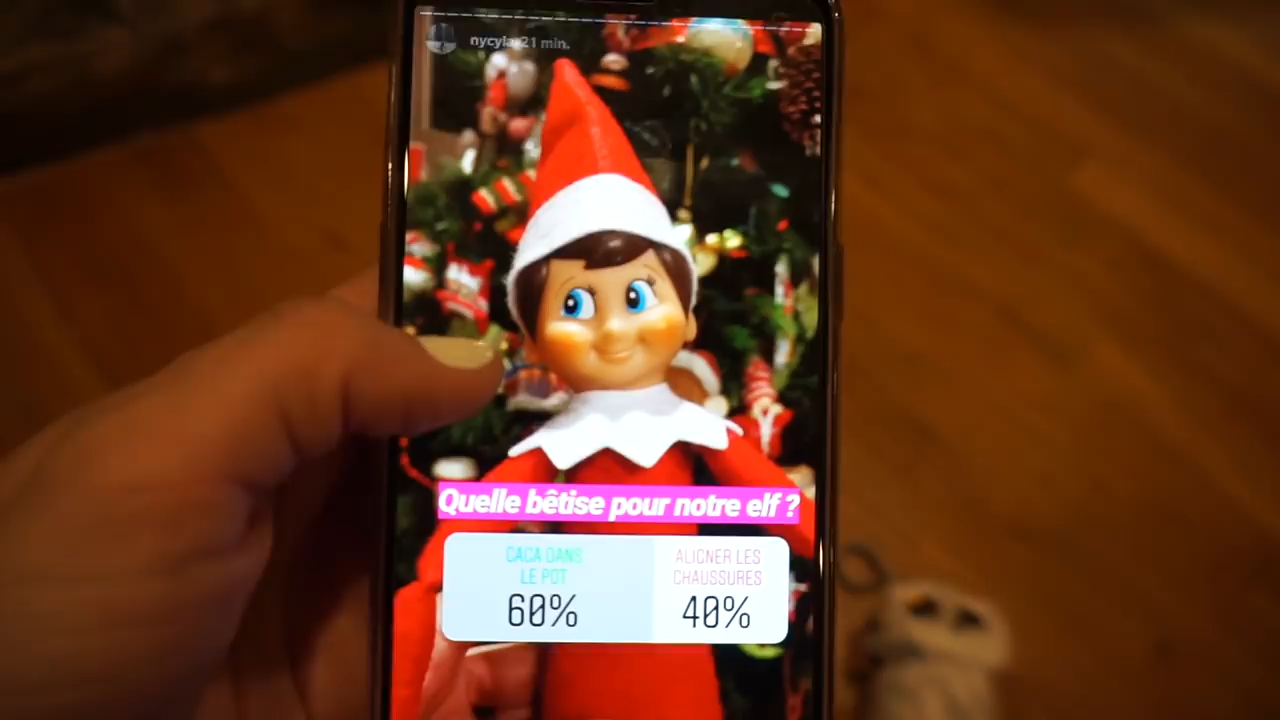 nycyla 21 min.
Quelle bêtise pour notre elf ?
CACA DANS
LE POT
60%
ALIGNER LES
CHAUSSURES
40%